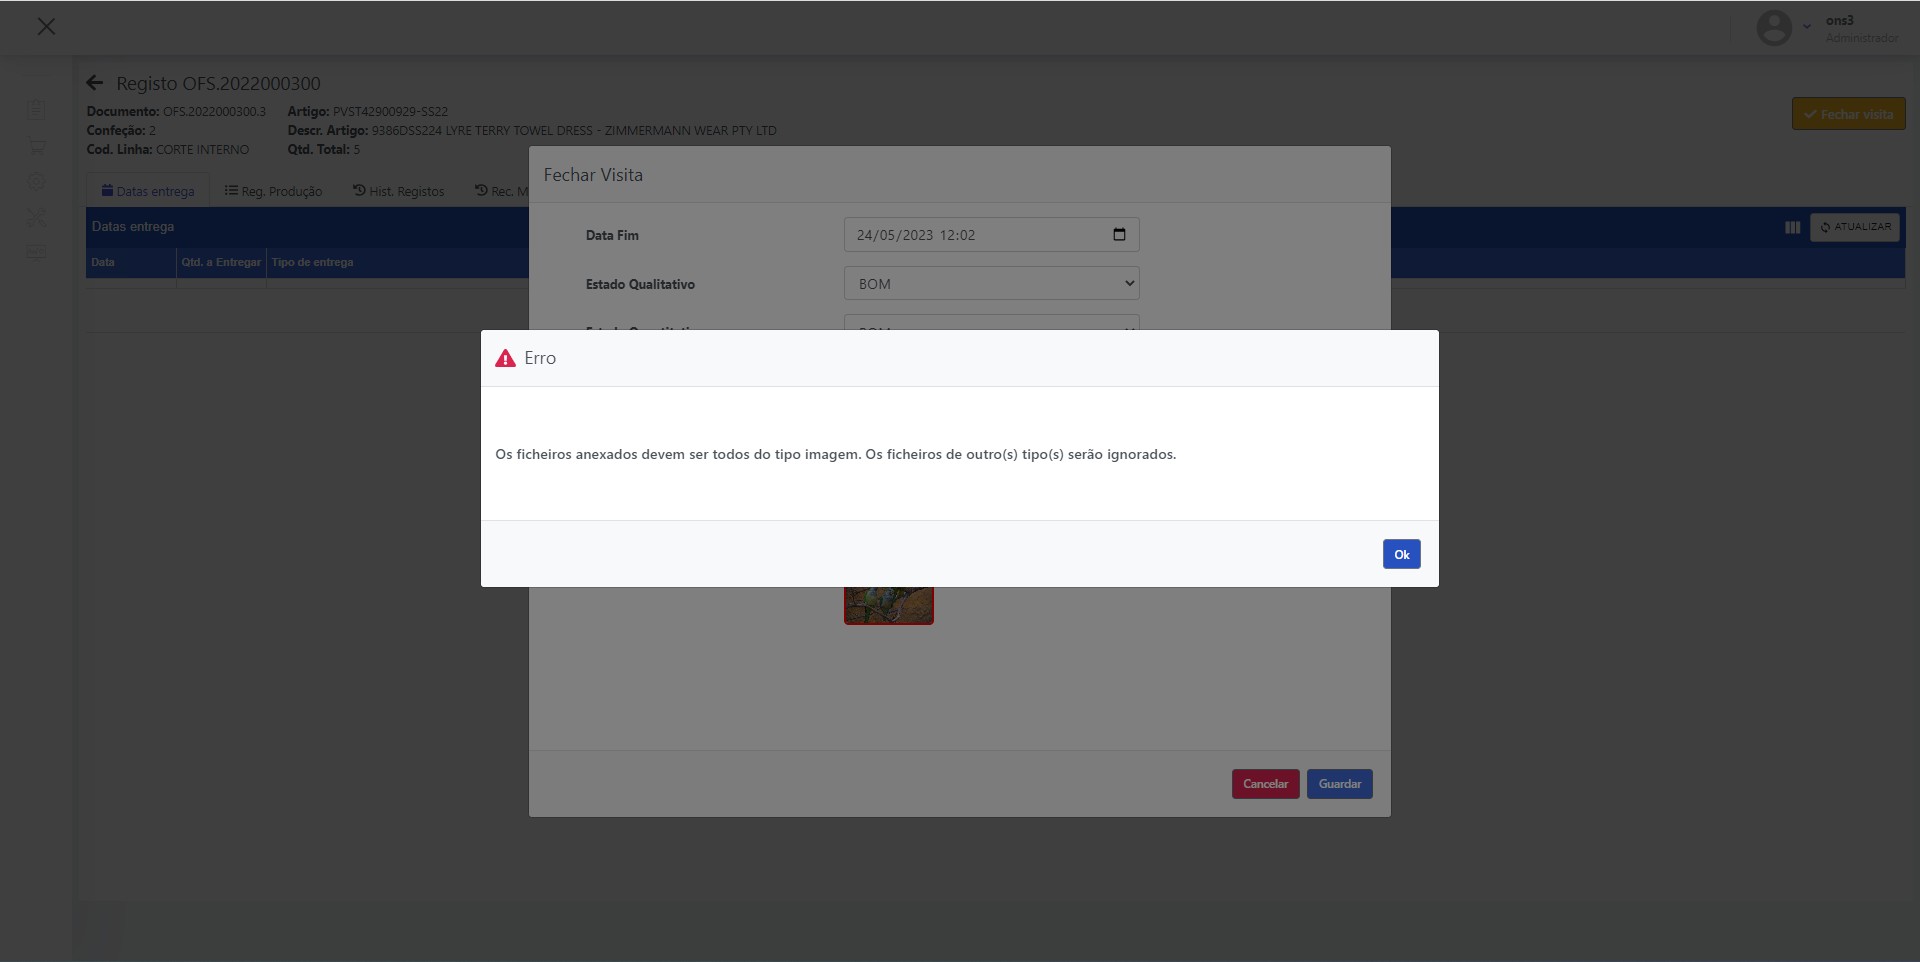 ons3
Administrador
Registo OFS.2022000300
Documento: OFS.2022000300.3 Artigo: PVST42900929-SS22
Confeção: 2 Descr. Artigo: 9386DSS224 LYRE TERRY TOWEL DRESS - ZIMMERMANN WEAR PTY LTD
Cod. Linha: CORTE INTERNO Qtd. Total: 5
Fechar visita
Datas entrega Reg. Produção Hist. Registos Rec. M
Datas entrega
ATUALIZAR
Data Qtd. a Entregar Tipo de entrega
Fechar Visita
Data Fim 24/05/2023 12:02
Estado Qualitativo BOM
Erro
Os ficheiros anexados devem ser todos do tipo imagem. Os ficheiros de outro(s) tipo(s) serão ignorados.
Ok
Cancelar Guardar